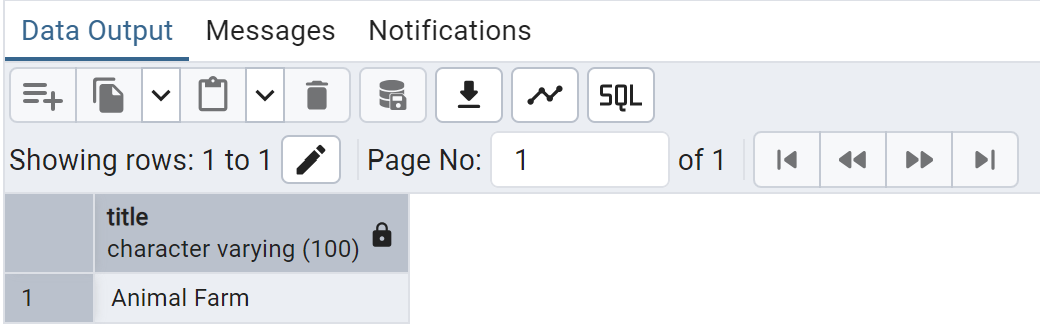 Data Output Messages Notifications
SQL
Showing rows: 1 to 1 Page No: 1 of 1
title
character varying (100)
1 Animal Farm